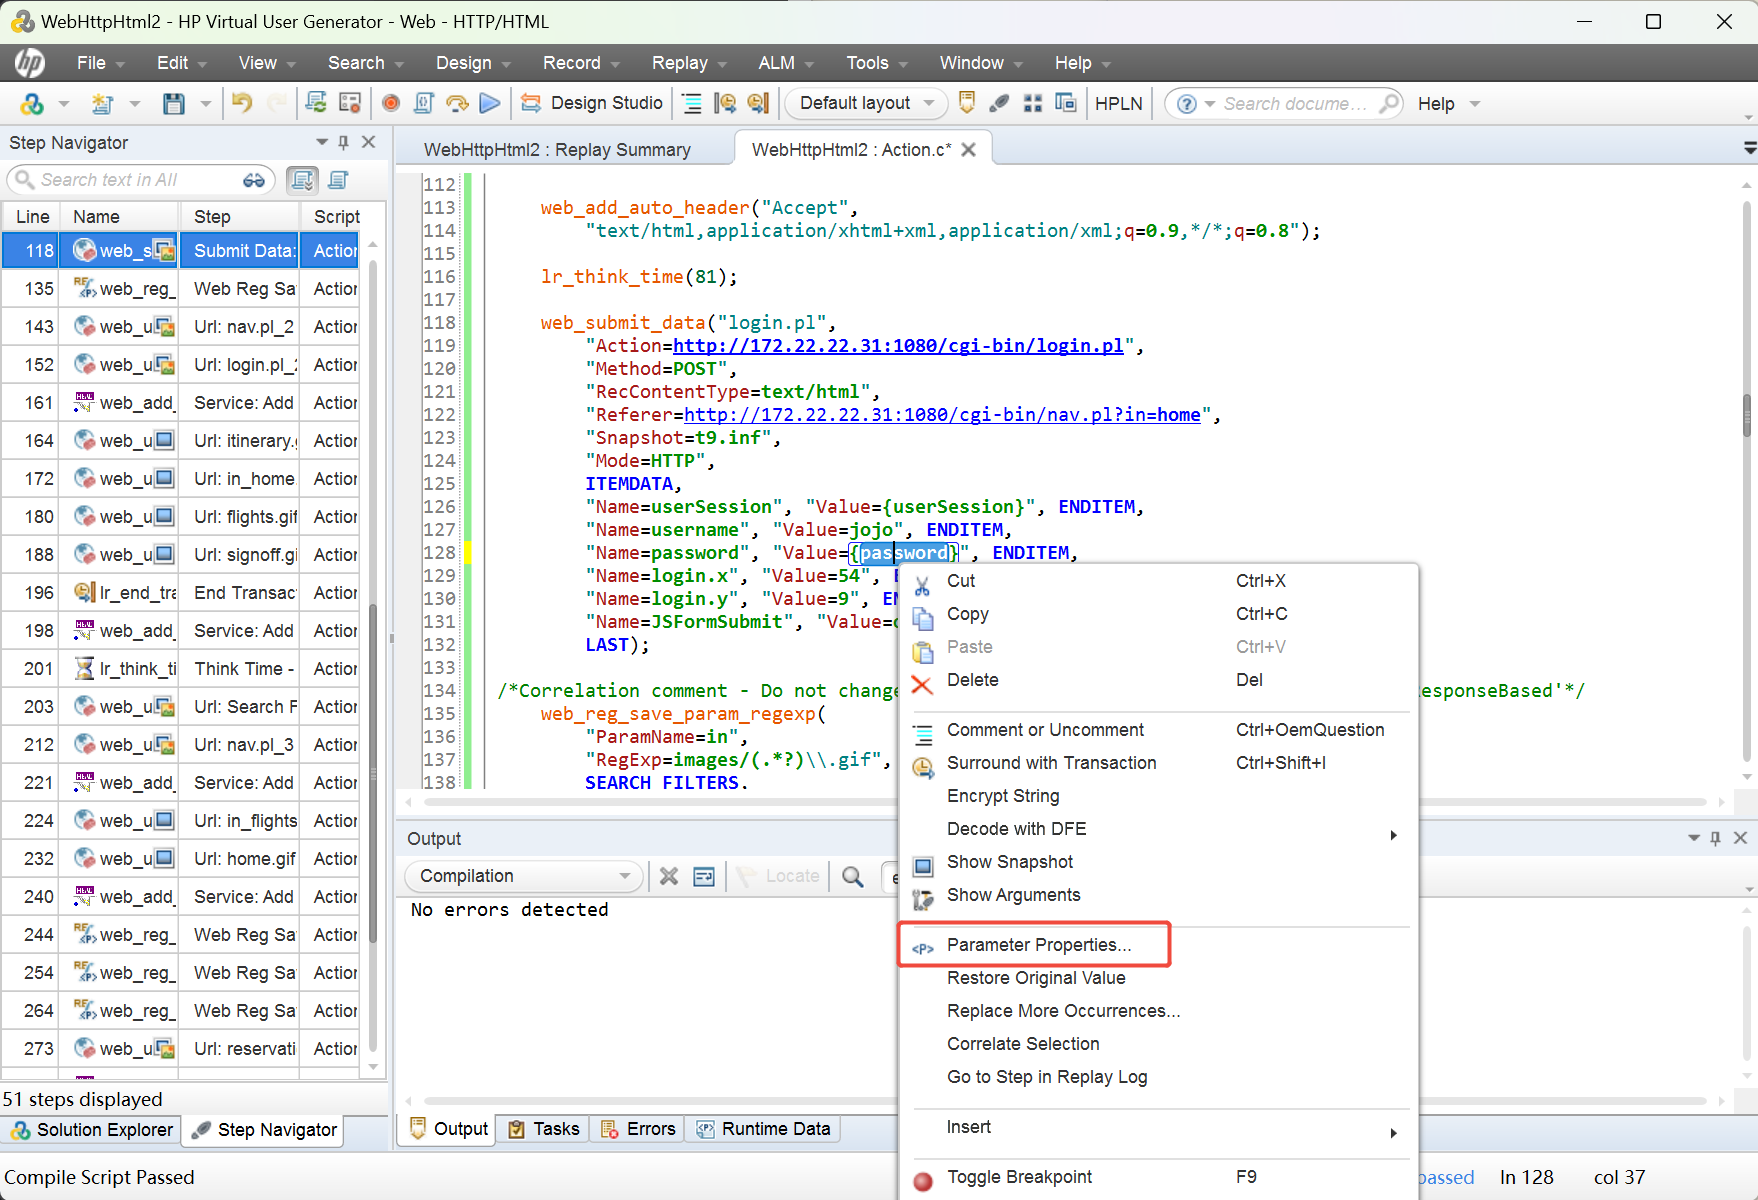 WebHttpHtml2 - HP Virtual User Generator - Web - HTTP/HTML
hp File Edit View Search Design Record Replay ALM Tools Window Help
Design Studio Default layout HPLN Search docume... Help
Step Navigator
Search text in All
Line Name Step Script
118 web_s Submit Data: Action
135 web_reg_ Web Reg Sa Action
143 web_u Url: nav.pl_2 Action
152 web_u Url: login.pl_2 Action
161 web_add_ Service: Add Action
164 web_u Url: itinerary.g Action
172 web_u Url: in_home. Action
180 web_u Url: flights.gif Action
188 web_u Url: signoff.gi Action
196 lr_end_tra End Transac Action
198 web_add_ Service: Add Action
201 lr_think_ti Think Time - Action
203 web_u Url: Search F Action
212 web_u Url: nav.pl_3 Action
221 web_add_ Service: Add Action
224 web_u Url: in_flights Action
232 web_u Url: home.gif Action
240 web_add_ Service: Add Action
244 web_reg_ Web Reg Sa Action
254 web_reg_ Web Reg Sa Action
264 web_reg_ Web Reg Sa Action
273 web_u Url: reservati Action
51 steps displayed
Solution Explorer Step Navigator
WebHttpHtml2 : Replay Summary WebHttpHtml2 : Action.c*
112
113 web_add_auto_header("Accept",
114 "text/html,application/xhtml+xml,application/xml;q=0.9,*/*;q=0.8");
115
116 lr_think_time(81);
117
118 web_submit_data("login.pl",
119 "Action=http://172.22.22.31:1080/cgi-bin/login.pl",
120 "Method=POST",
121 "RecContentType=text/html",
122 "Referer=http://172.22.22.31:1080/cgi-bin/nav.pl?in=home",
123 "Snapshot=t9.inf",
124 "Mode=HTTP",
125 ITEMDATA,
126 "Name=userSession", "Value={userSession}", ENDITEM,
127 "Name=username", "Value=jojo", ENDITEM,
128 "Name=password", "Value={password}", ENDITEM,
129 "Name=login.x", "Value=54", E
130 "Name=login.y", "Value=9", EN
131 "Name=JSFormSubmit", "Value=o
132 LAST);
133
134 /*Correlation comment - Do not change esponseBased'*/
135 web_reg_save_param_regexp(
136 "ParamName=in",
137 "RegExp=images/(.*?)\\.gif",
138 SEARCH_FILTERS,
Cut Ctrl+X
Copy Ctrl+C
Paste Ctrl+V
Delete Del
Comment or Uncomment Ctrl+OemQuestion
Surround with Transaction Ctrl+Shift+I
Encrypt String
Decode with DFE
Show Snapshot
Show Arguments
<P> Parameter Properties...
Restore Original Value
Replace More Occurrences...
Correlate Selection
Go to Step in Replay Log
Insert
Toggle Breakpoint F9
Output
Compilation Locate
No errors detected
Output Tasks Errors Runtime Data
Compile Script Passed passed ln 128 col 37